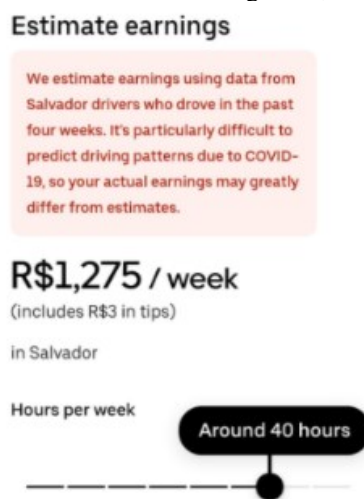 Estimate earnings
We estimate earnings using data from
Salvador drivers who drove in the past
four weeks. It's particularly difficult to
predict driving patterns due to COVID-
19, so your actual earnings may greatly
differ from estimates.
R$1,275 / week
(includes R$3 in tips)
in Salvador
Hours per week
Around 40 hours